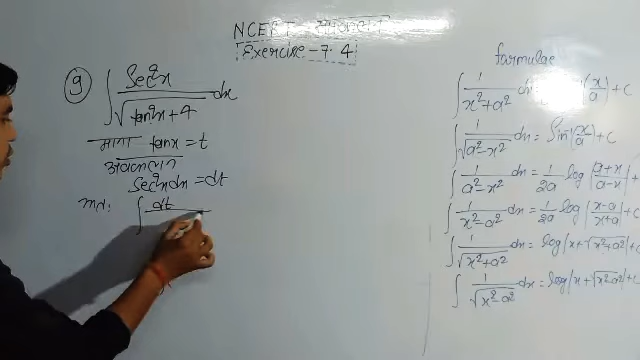 NCERT
Exercise-7.4
⑨ ∫ Sec²x / √(tan²x+4) dx
माना tanx = t
अवकलन
Sec²x dx = dt
अतः ∫ dt
formulae
∫ 1/(x²+a²) dx = (x/a) + C
∫ 1/√(a²-x²) dx = Sin⁻¹(x/a) + C
∫ 1/(a²-x²) dx = 1/2a log |(a+x)/(a-x)| +
∫ 1/(x²-a²) dx = 1/2a log |(x-a)/(x+a)| + C
∫ 1/√(x²+a²) dx = log|x+√(x²+a²)|+C
∫ 1/√(x²-a²) dx = log|x+√(x²-a²)|+C